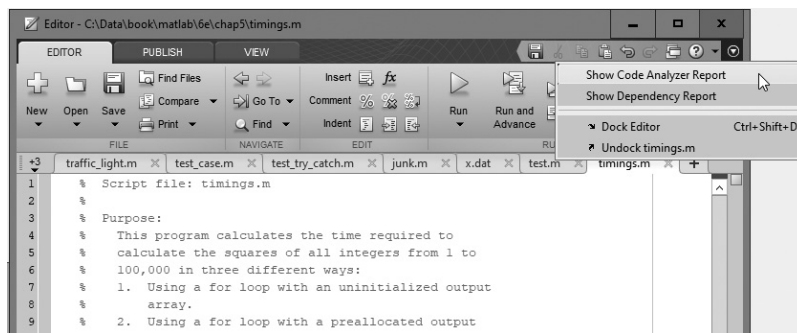 Editor - C:\Data\book\matlab\6e\chap5\timings.m
EDITOR PUBLISH VIEW
Show Code Analyzer Report
Show Dependency Report
Dock Editor Ctrl+Shift+D
Undock timings.m
New
Open
Save
Find Files
Compare
Print
FILE
Go To
Find
NAVIGATE
Insert fx
Comment
Indent
EDIT
Run
Run and
Advance
RU
+3 traffic_light.m test_case.m test_try_catch.m junk.m x.dat test.m timings.m +
1 % Script file: timings.m
2 %
3 % Purpose:
4 % This program calculates the time required to
5 % calculate the squares of all integers from 1 to
6 % 100,000 in three different ways:
7 % 1. Using a for loop with an uninitialized output
8 % array.
9 % 2. Using a for loop with a preallocated output